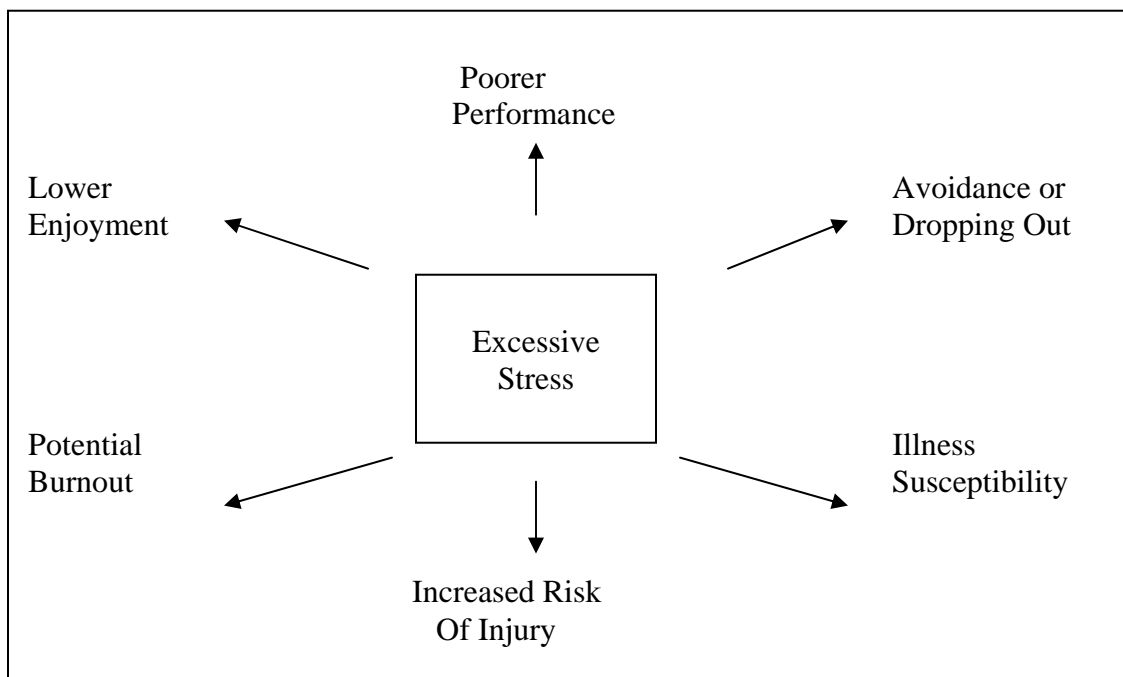 Poorer
Performance
Lower
Enjoyment
Avoidance or
Dropping Out
Excessive
Stress
Potential
Burnout
Illness
Susceptibility
Increased Risk
Of Injury